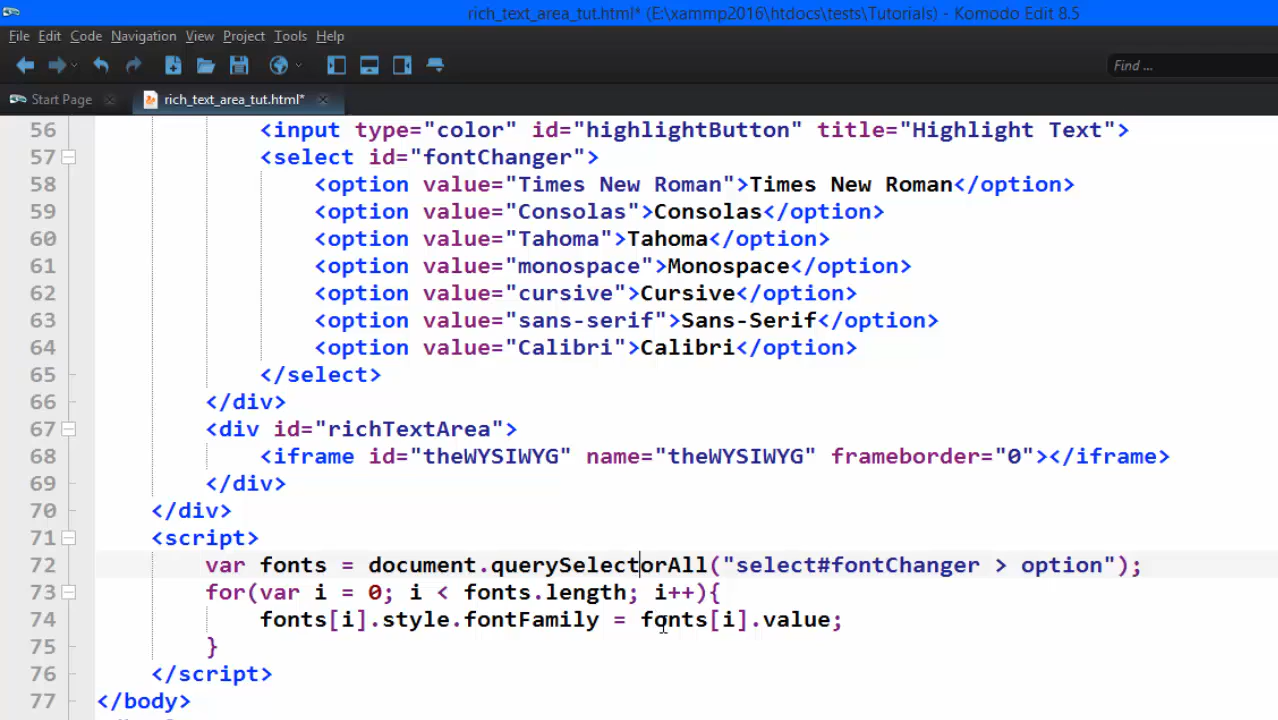 rich_text_area_tut.html* (E:\xammp2016\htdocs\tests\Tutorials) - Komodo Edit 8.5
File Edit Code Navigation View Project Tools Help
Find ...
Start Page rich_text_area_tut.html*
56 <input type="color" id="highlightButton" title="Highlight Text">
57 <select id="fontChanger">
58 <option value="Times New Roman">Times New Roman</option>
59 <option value="Consolas">Consolas</option>
60 <option value="Tahoma">Tahoma</option>
61 <option value="monospace">Monospace</option>
62 <option value="cursive">Cursive</option>
63 <option value="sans-serif">Sans-Serif</option>
64 <option value="Calibri">Calibri</option>
65 </select>
66 </div>
67 <div id="richTextArea">
68 <iframe id="theWYSIWYG" name="theWYSIWYG" frameborder="0"></iframe>
69 </div>
70 </div>
71 <script>
72 var fonts = document.querySelectorAll("select#fontChanger > option");
73 for(var i = 0; i < fonts.length; i++){
74 fonts[i].style.fontFamily = fonts[i].value;
75 }
76 </script>
77 </body>